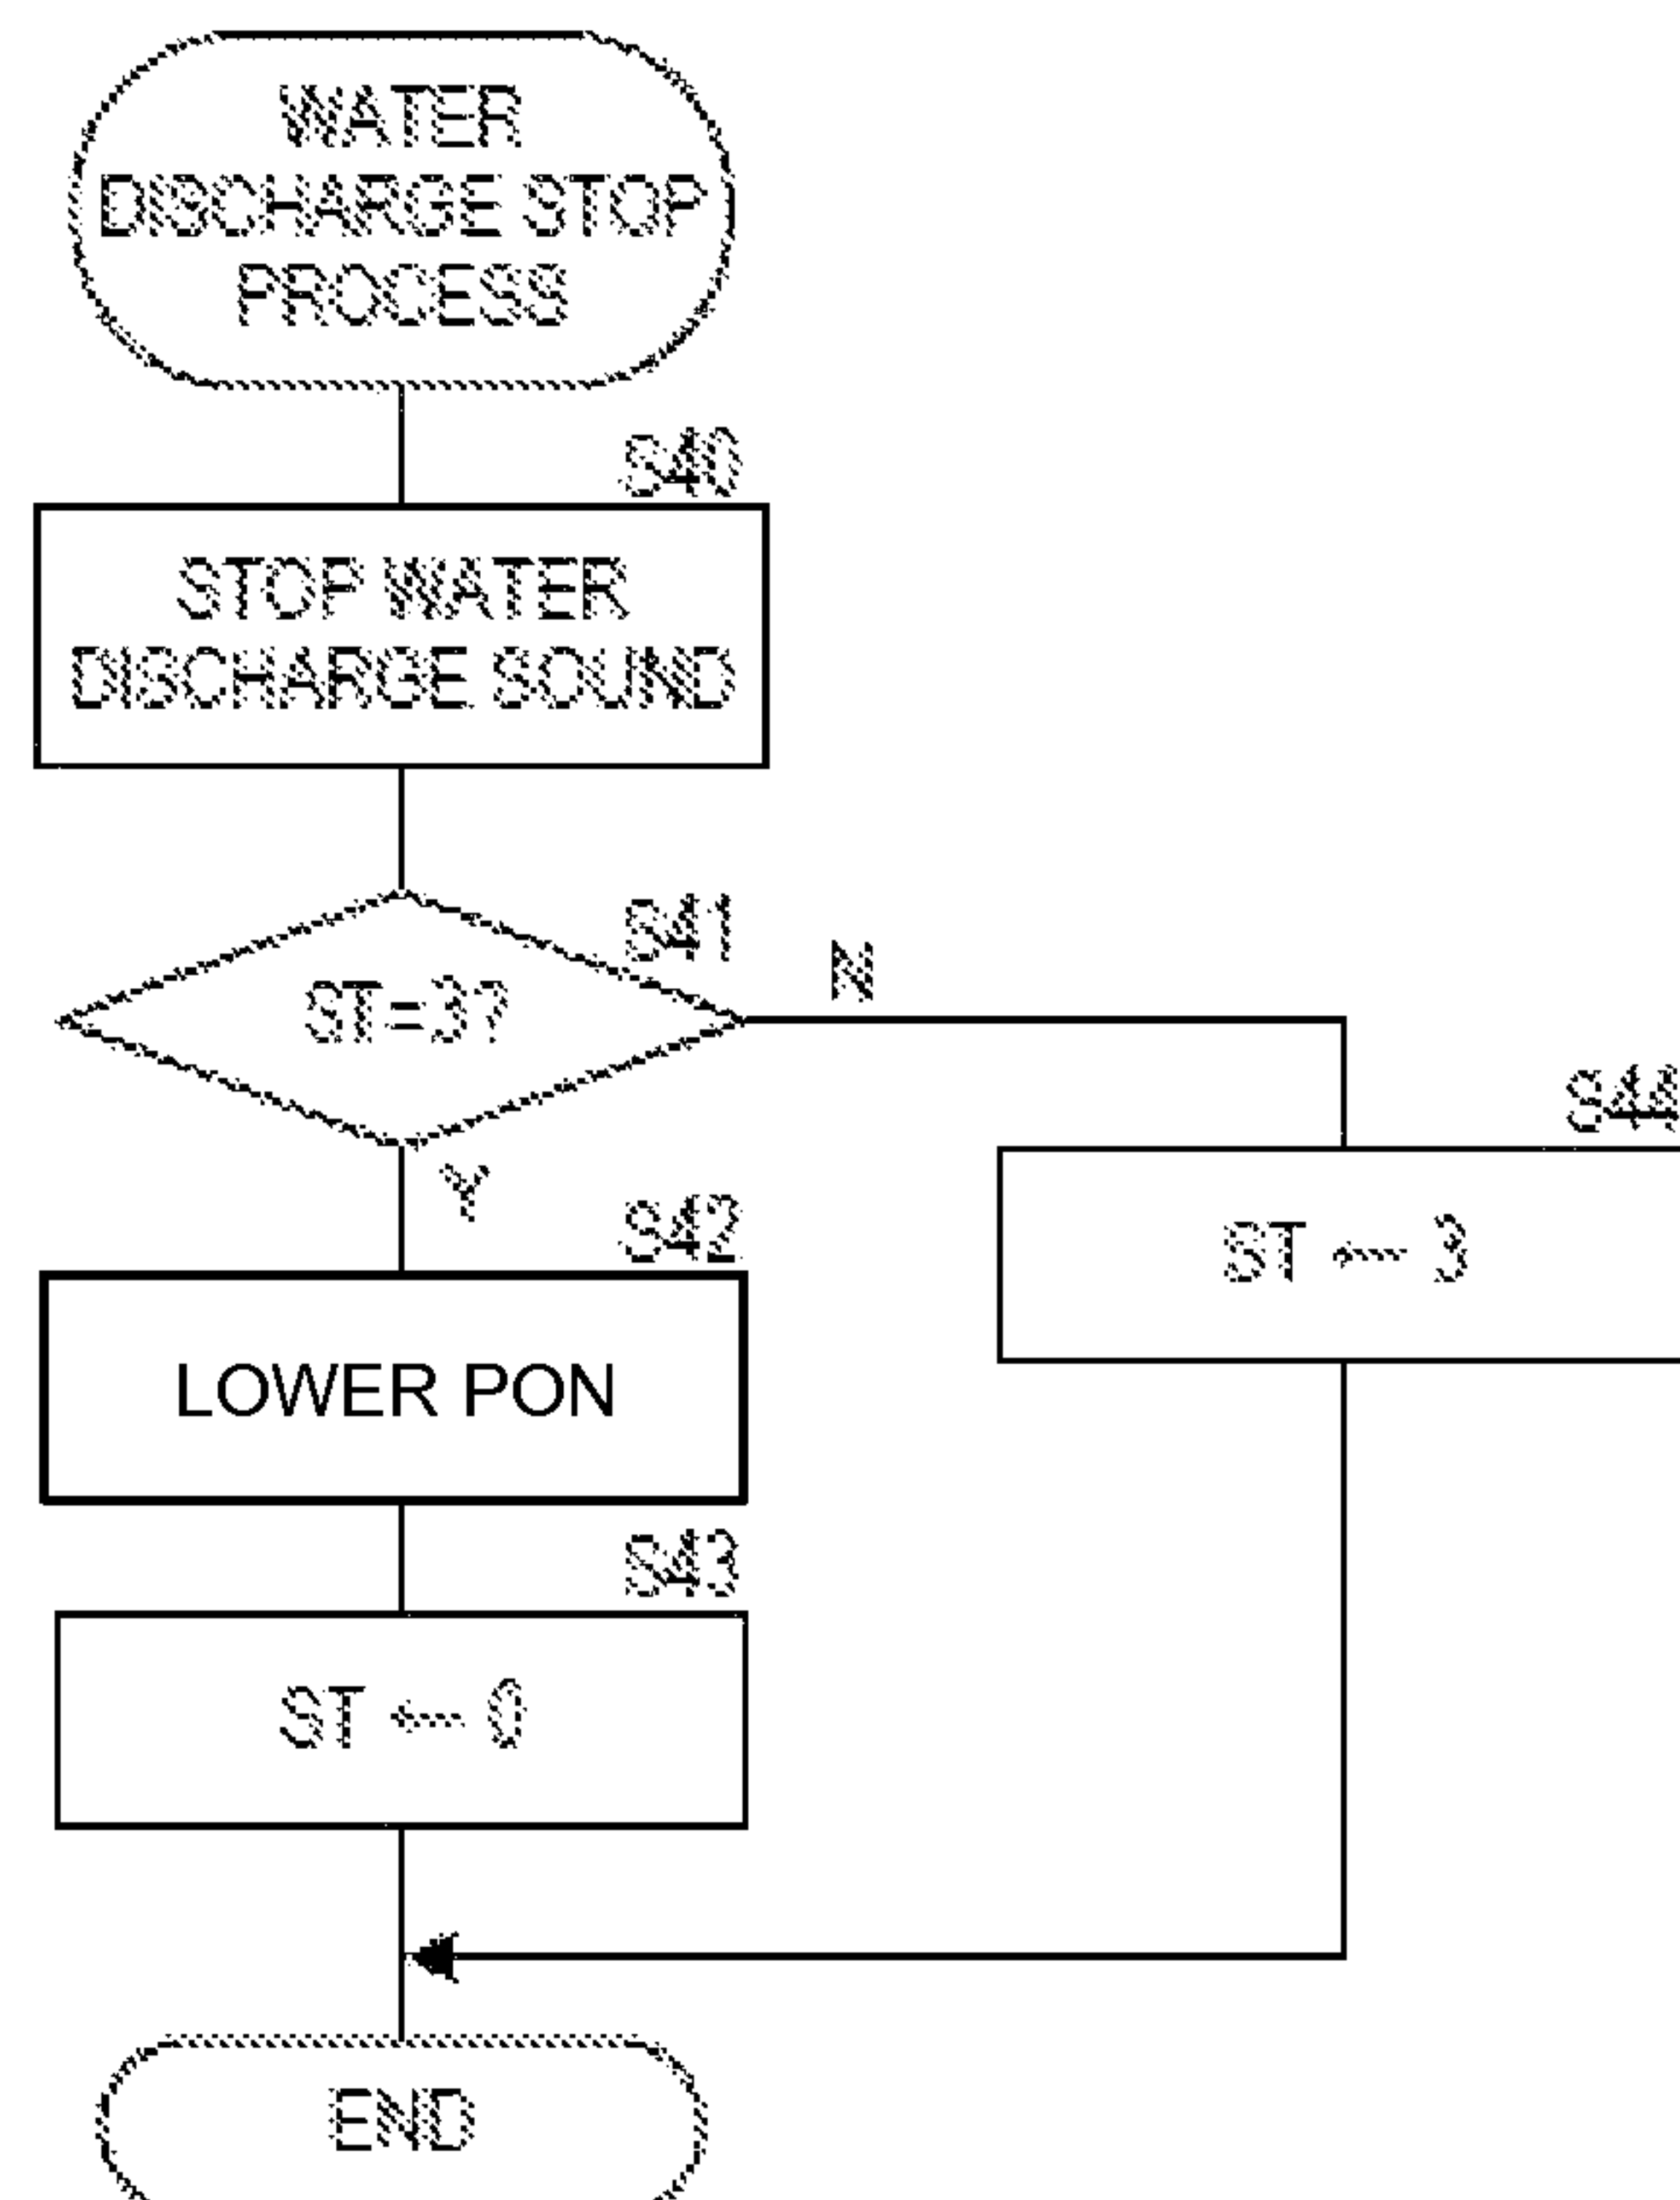 WATER
DISCHARGE STOP
PROCESS
S40
STOP WATER
DISCHARGE SOUND
S41
ST=3?
N
Y
S44
ST ← 3
S42
LOWER PON
S43
ST ← 0
END